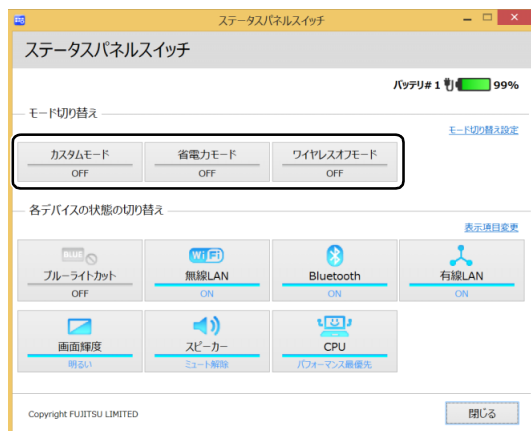 ステータスパネルスイッチ
ステータスパネルスイッチ
バッテリ#1 99%
モード切り替え
モード切り替え設定
カスタムモード 省電力モード ワイヤレスオフモード
OFF OFF OFF
各デバイスの状態の切り替え
表示項目変更
BLUE WiFi
ブルーライトカット 無線LAN Bluetooth 有線LAN
OFF ON ON ON
画面輝度 スピーカー CPU
明るい ミュート解除 パフォーマンス最優先
Copyright FUJITSU LIMITED 閉じる